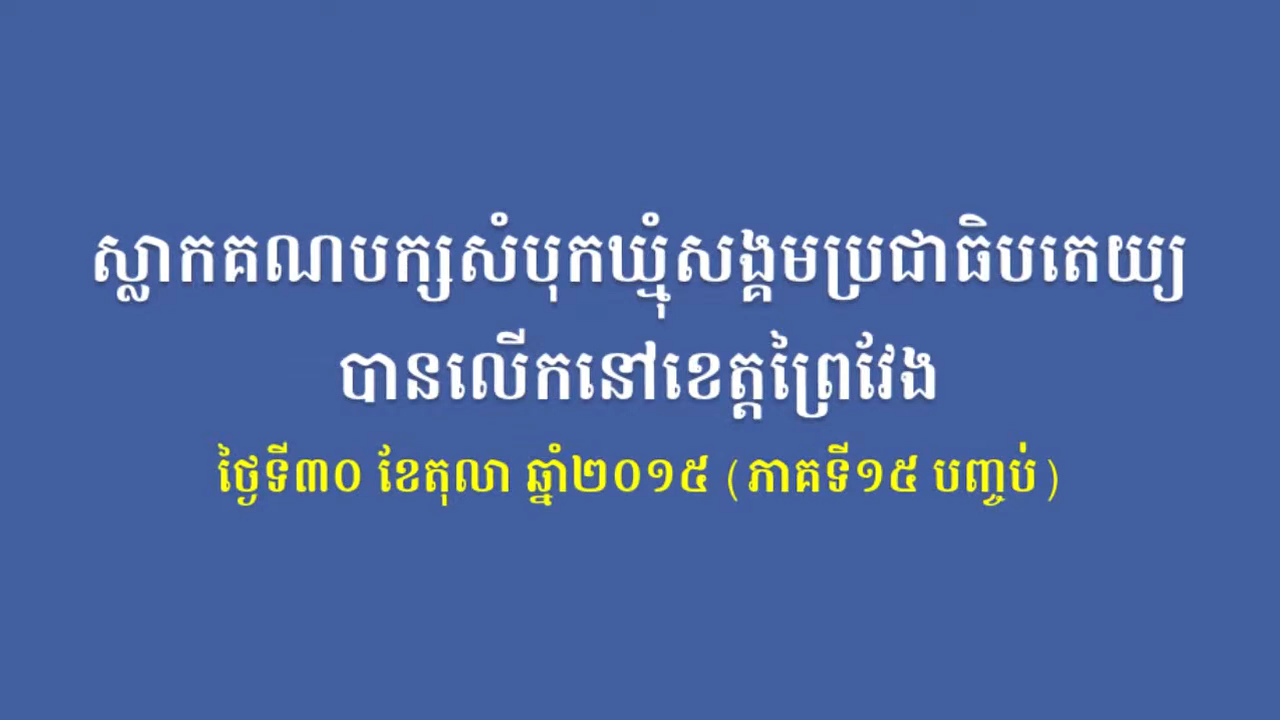 ស្លាកគណបក្សសំបុកឃ្មុំសង្គមប្រជាធិបតេយ្យ
បានលើកនៅខេត្តព្រៃវែង
ថ្ងៃទី៣០ ខែតុលា ឆ្នាំ២០១៥ (ភាគទី១៥ បញ្ចប់)